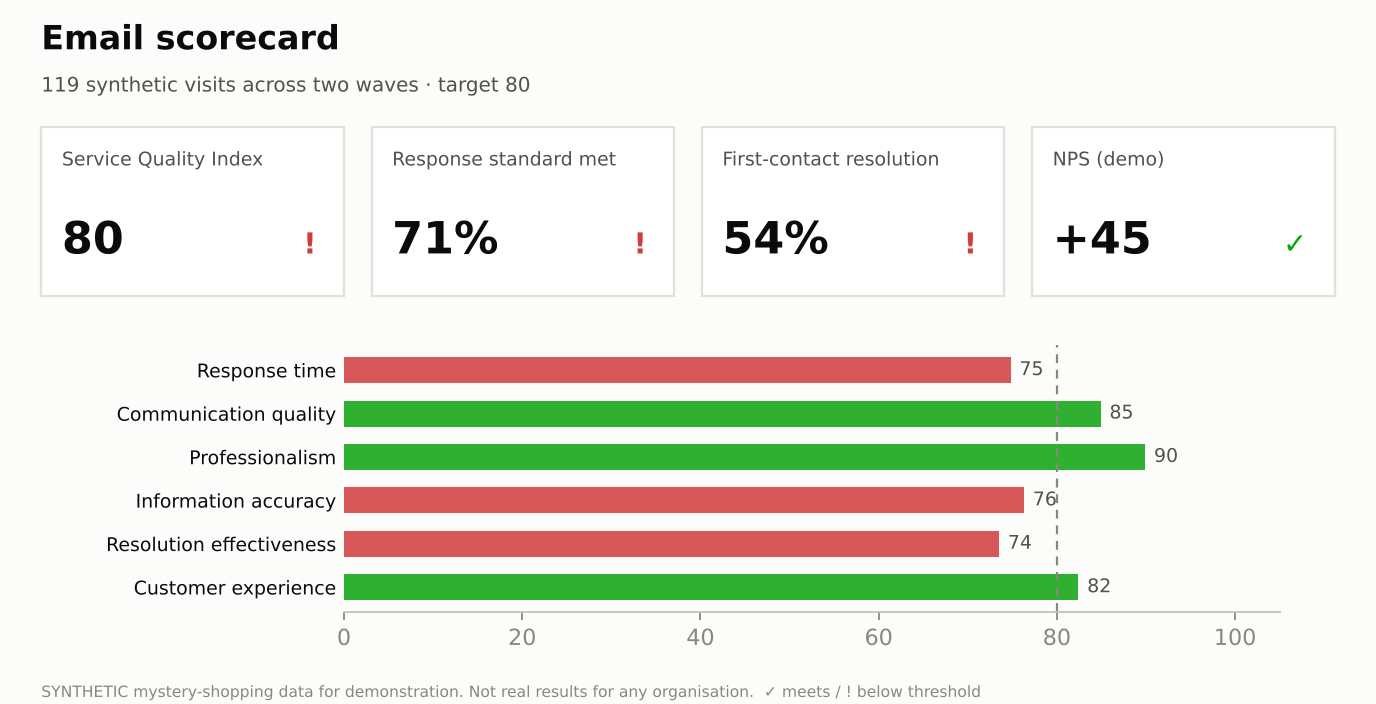 Email scorecard
119 synthetic visits across two waves · target 80
Service Quality Index
80 !
Response standard met
71% !
First-contact resolution
54% !
NPS (demo)
+45 ✓
Response time 75
Communication quality 85
Professionalism 90
Information accuracy 76
Resolution effectiveness 74
Customer experience 82
0 20 40 60 80 100
SYNTHETIC mystery-shopping data for demonstration. Not real results for any organisation. ✓ meets / ! below threshold